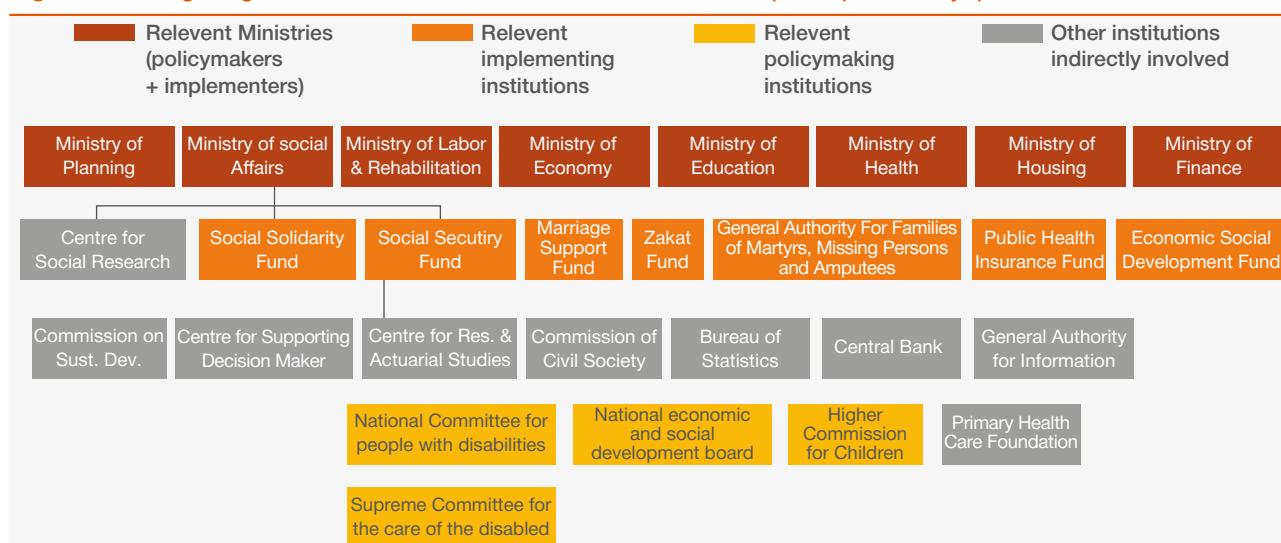 Relevent Ministries
(policymakers
+ implementers)
Relevent
implementing
institutions
Relevent
policymaking
institutions
Other institutions
indirectly involved
Ministry of
Planning
Ministry of social
Affairs
Ministry of Labor
& Rehabilitation
Ministry of
Economy
Ministry of
Education
Ministry of
Health
Ministry of
Housing
Ministry of
Finance
Centre for
Social Research
Social Solidarity
Fund
Social Secutiry
Fund
Marriage
Support
Fund
Zakat
Fund
General Authority For Families
of Martyrs, Missing Persons
and Amputees
Public Health
Insurance Fund
Economic Social
Development Fund
Commission on
Sust. Dev.
Centre for Supporting
Decision Maker
Centre for Res. &
Actuarial Studies
Commission of
Civil Society
Bureau of
Statistics
Central Bank
General Authority
for Information
National Committee for
people with disabilities
National economic
and social
development board
Higher
Commission
for Children
Primary Health
Care Foundation
Supreme Committee for
the care of the disabled